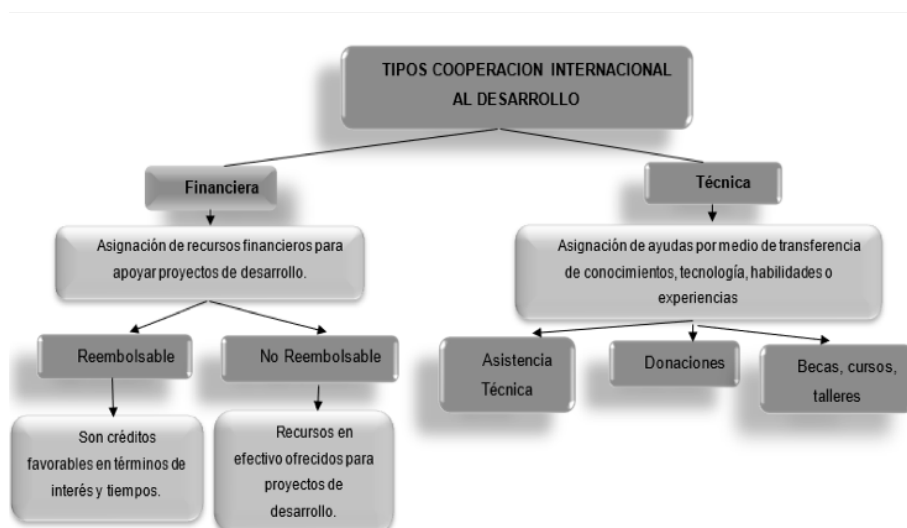 TIPOS COOPERACION INTERNACIONAL
AL DESARROLLO
Financiera
Técnica
Asignación de recursos financieros para
apoyar proyectos de desarrollo.
Asignación de ayudas por medio de transferencia
de conocimientos, tecnología, habilidades o
experiencias
Reembolsable
No Reembolsable
Asistencia
Técnica
Donaciones
Becas, cursos,
talleres
Son créditos
favorables en términos de
interés y tiempos.
Recursos en
efectivo ofrecidos para
proyectos de
desarrollo.